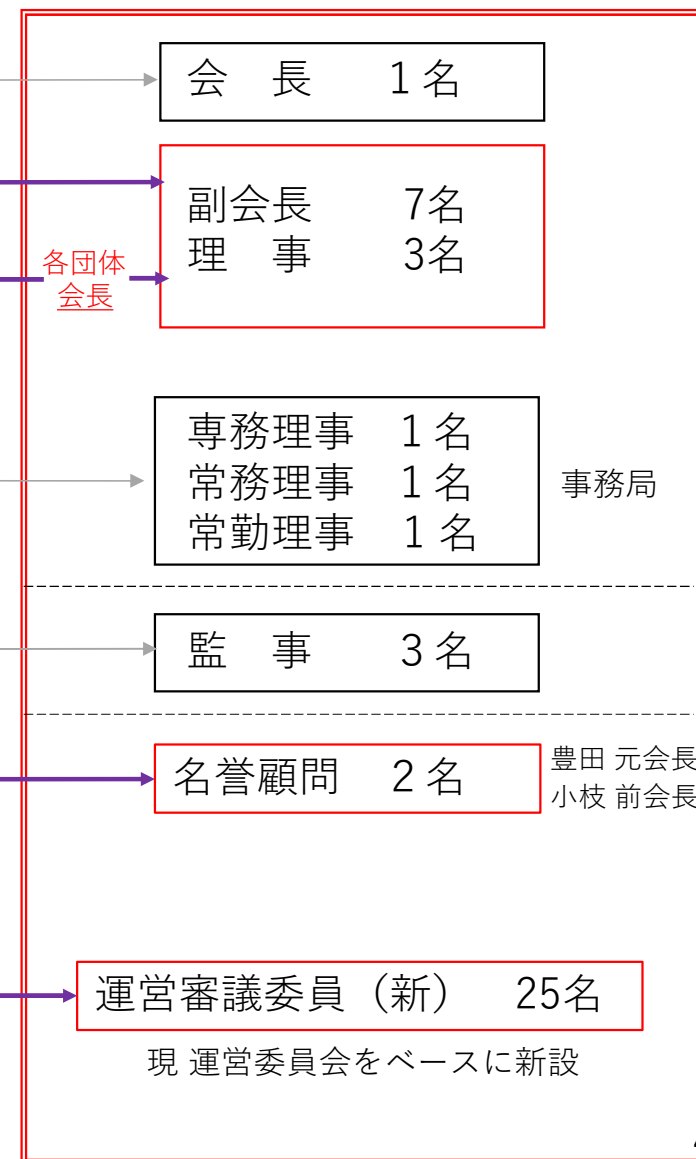 会　長　　１名
副会長　　　7名
理　事　　　3名
各団体
会長
専務理事　１名
常務理事　１名
常勤理事　１名
事務局
監　事　　３名
名誉顧問　２名
豊田 元会長
小枝 前会長
運営審議委員（新）　25名
現 運営委員会をベースに新設